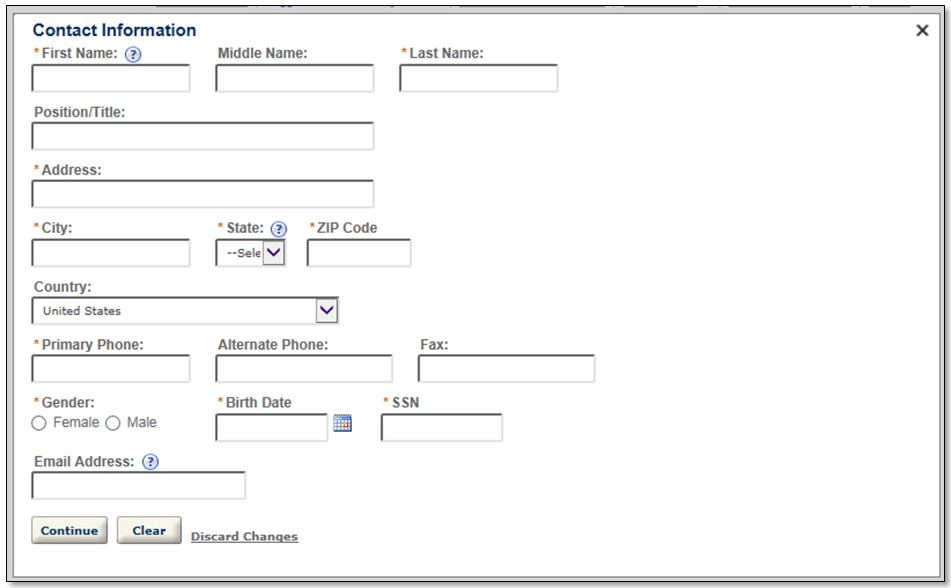 Contact Information
* First Name: ? Middle Name: * Last Name:
Position/Title:
* Address:
* City: * State: ? * ZIP Code
--Sele
Country:
United States
* Primary Phone: Alternate Phone: Fax:
* Gender: * Birth Date * SSN
Female Male
Email Address: ?
Continue Clear Discard Changes